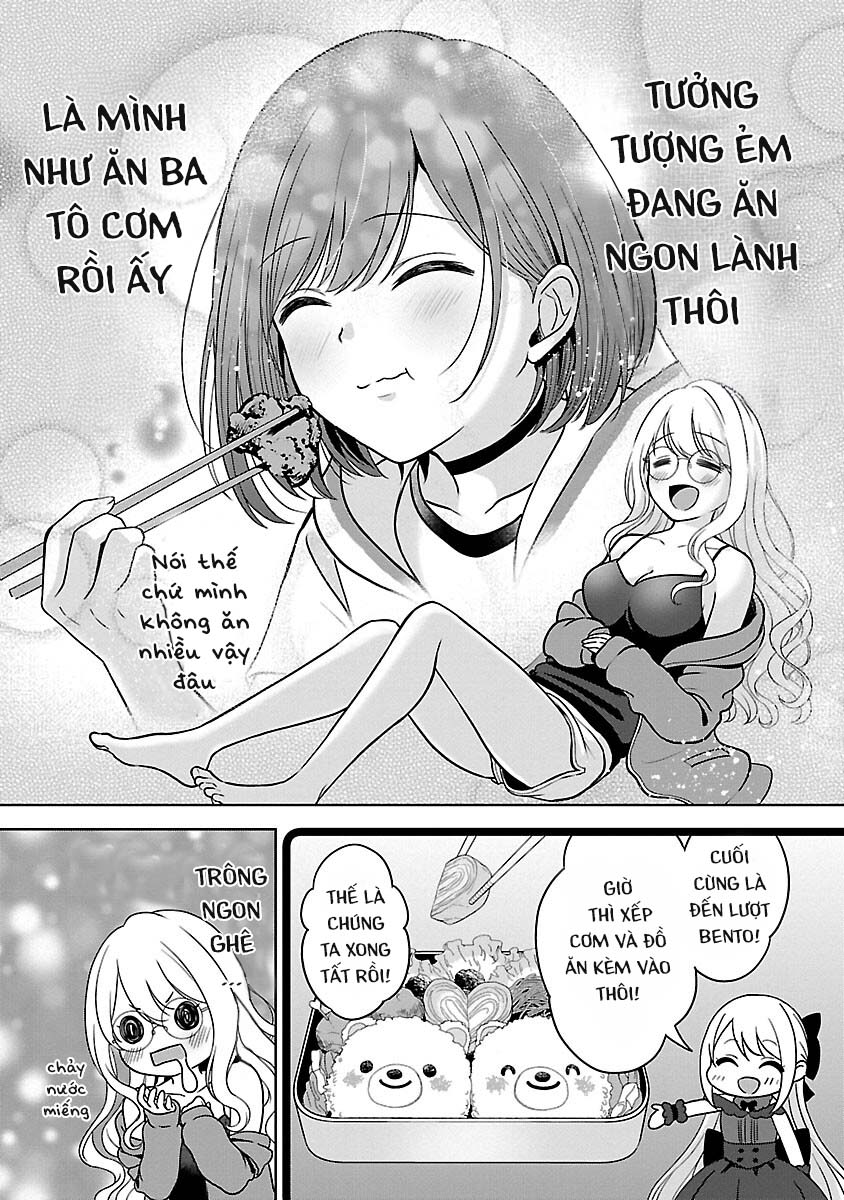 TƯỞNG
TƯỢNG ẺM
ĐANG ĂN
NGON LÀNH
THÔI
LÀ MÌNH
NHƯ ĂN BA
TÔ CƠM
RỒI ẤY
Nói thế
chứ mình
không ăn
nhiều vậy
đâu
CUỐI
CÙNG LÀ
ĐẾN LƯỢT
BENTO!
GIỜ
THÌ XẾP
CƠM VÀ ĐỒ
ĂN KÈM VÀO
THÔI!
THẾ LÀ
CHÚNG
TA XONG
TẤT RỒI!
TRÔNG
NGON
GHÊ
...
chảy
nước
miếng